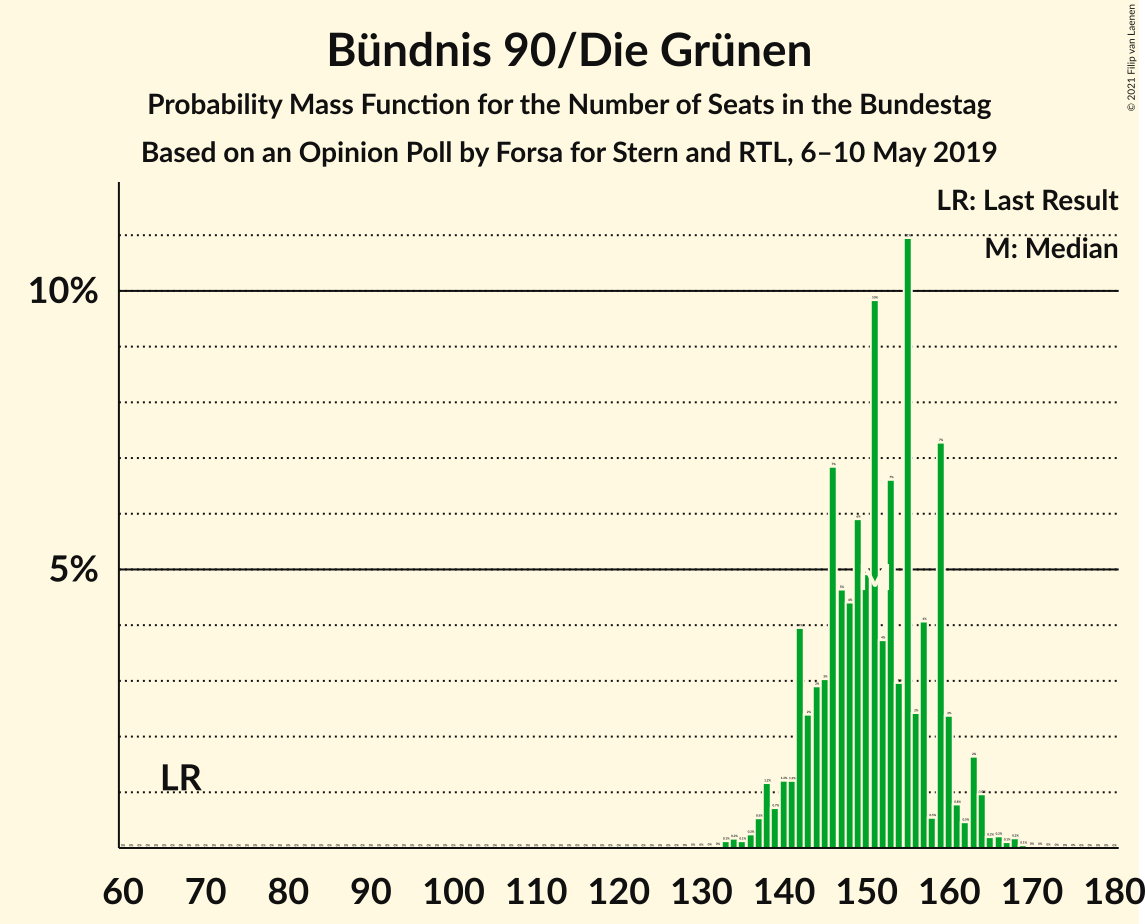 Bündnis 90/Die Grünen
Probability Mass Function for the Number of Seats in the Bundestag
Based on an Opinion Poll by Forsa for Stern and RTL, 6–10 May 2019
© 2021 Filip van Laenen
LR: Last Result
M: Median
10%
5%
LR
M
60 70 80 90 100 110 120 130 140 150 160 170 180